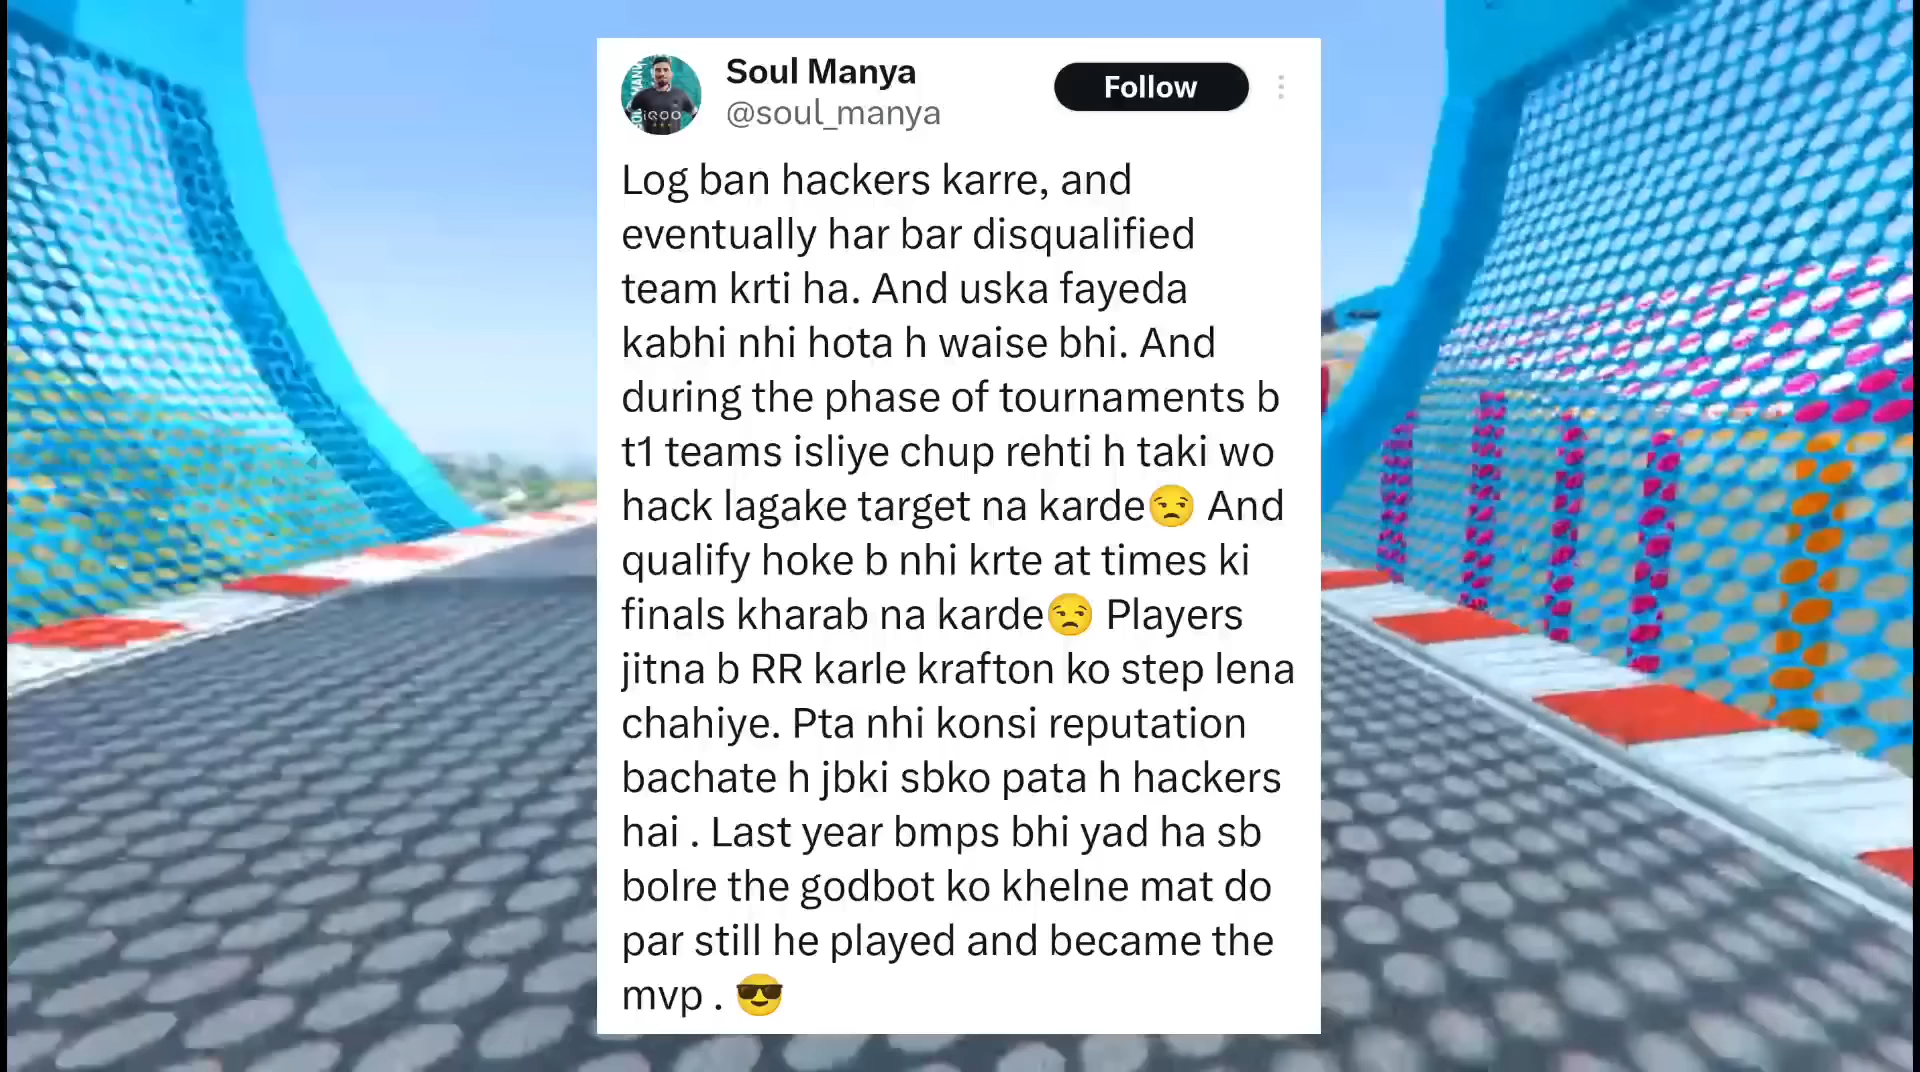 Soul Manya
@soul_manya
Follow
Log ban hackers karre, and
eventually har bar disqualified
team krti ha. And uska fayeda
kabhi nhi hota h waise bhi. And
during the phase of tournaments b
t1 teams isliye chup rehti h taki wo
hack lagake target na karde😒 And
qualify hoke b nhi krte at times ki
finals kharab na karde😒 Players
jitna b RR karle krafton ko step lena
chahiye. Pta nhi konsi reputation
bachate h jbki sbko pata h hackers
hai . Last year bmps bhi yad ha sb
bolre the godbot ko khelne mat do
par still he played and became the
mvp . 😎